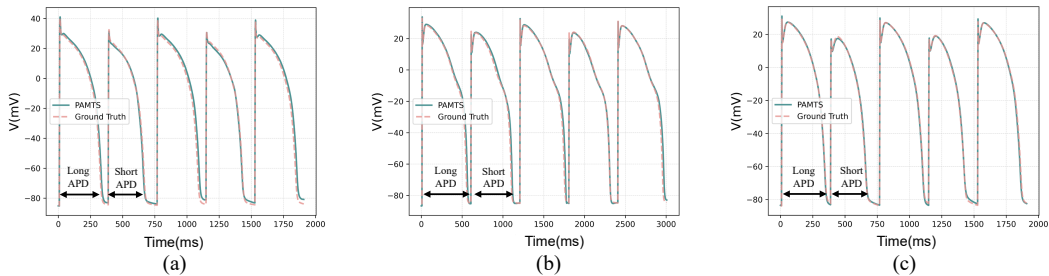 40
20
0
−20
−40
−60
−80
V(mV)
PAMTS
Ground Truth
Long
APD
Short
APD
0 250 500 750 1000 1250 1500 1750 2000
Time(ms)
(a)
20
0
−20
−40
−60
−80
V(mV)
PAMTS
Ground Truth
Long
APD
Short
APD
0 500 1000 1500 2000 2500 3000
Time(ms)
(b)
20
0
−20
−40
−60
−80
V(mV)
PAMTS
Ground Truth
Long
APD
Short
APD
0 250 500 750 1000 1250 1500 1750 2000
Time(ms)
(c)